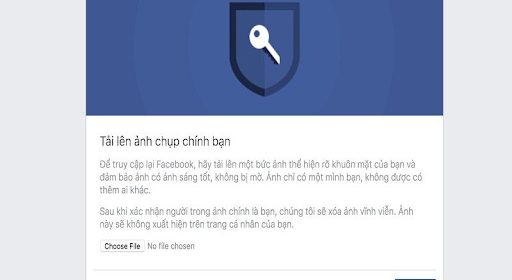 Tải lên ảnh chụp chính bạn
Để truy cập lại Facebook, hãy tải lên một bức ảnh thể hiện rõ khuôn mặt của bạn và
đảm bảo ảnh có ánh sáng tốt, không bị mờ. Ảnh chỉ có một mình bạn, không được có
thêm ai khác.
Sau khi xác nhận người trong ảnh chính là bạn, chúng tôi sẽ xóa ảnh vĩnh viễn. Ảnh
này sẽ không xuất hiện trên trang cá nhân của bạn.
Choose File No file chosen